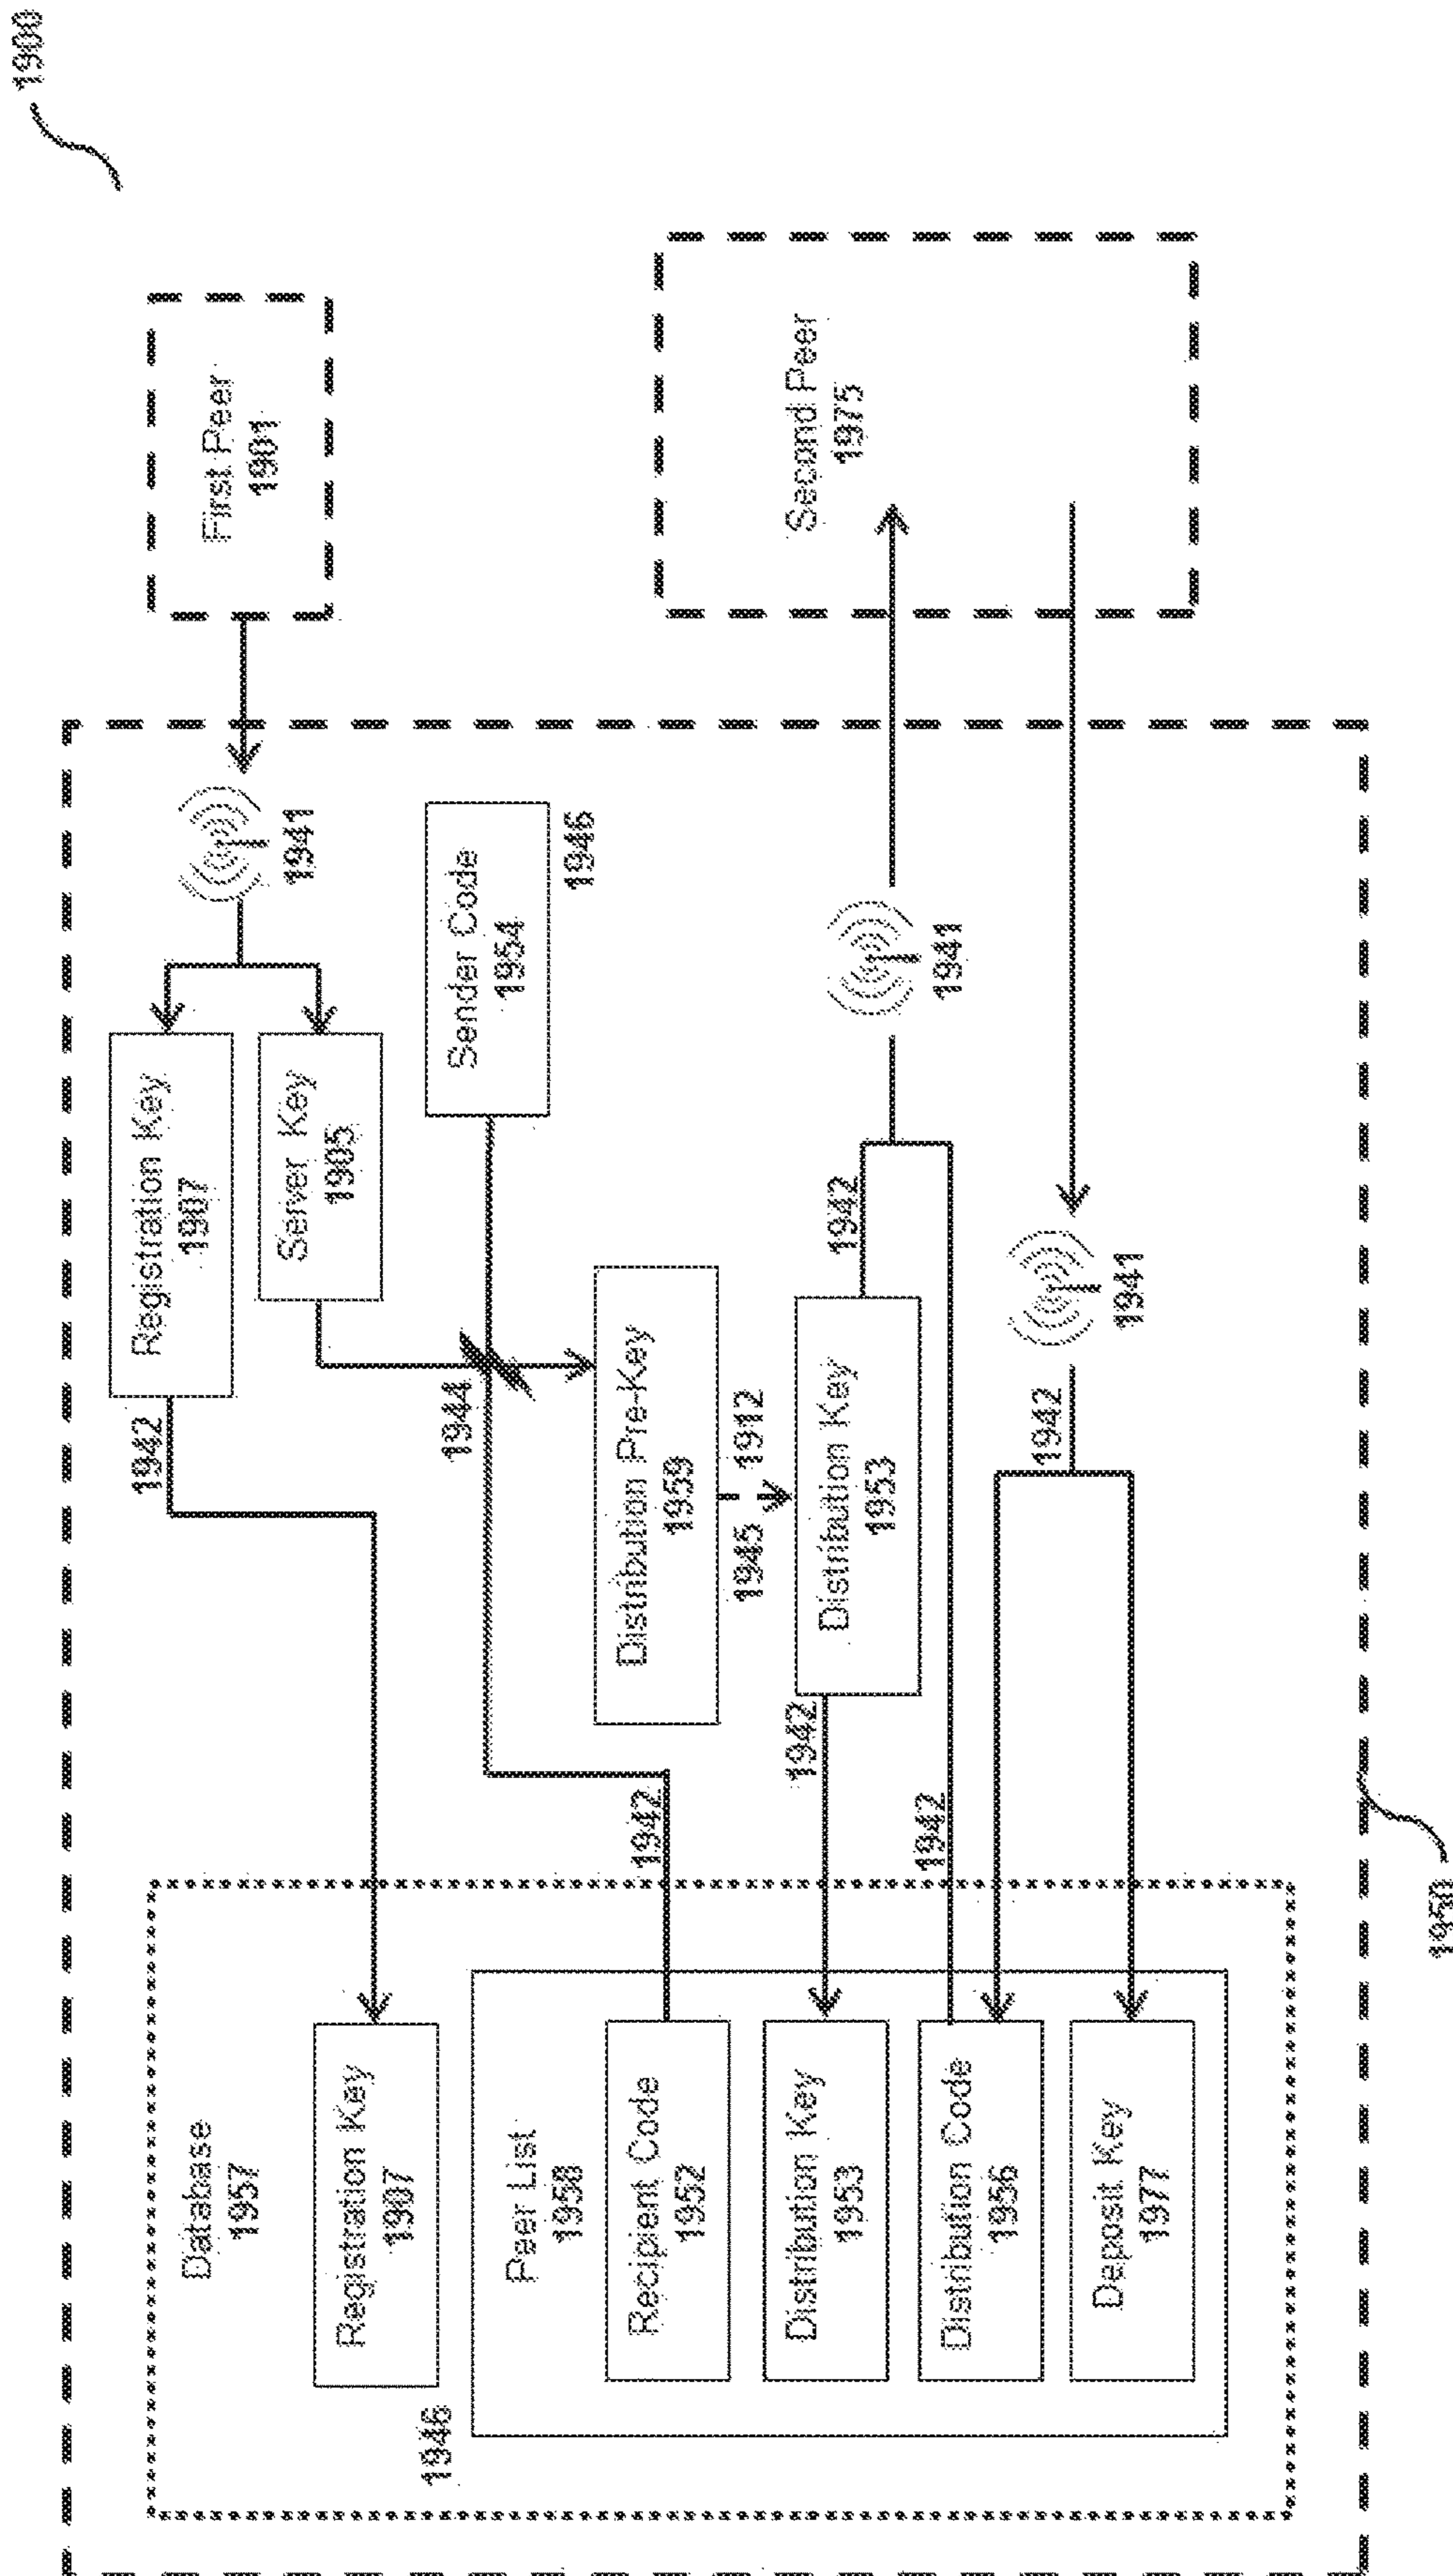 1900
First Peer
1901
Second Peer
1975
1941
Registration Key
1907
Server Key
1905
Sender Code
1954
1946
1941
1941
1942
1944
Distribution Pre-Key
1959
1945
1912
Distribution Key
1953
1942
1942
1942
1942
1942
Database
1957
Registration Key
1907
1946
Peer List
1958
Recipient Code
1952
Distribution Key
1953
Distribution Code
1956
Deposit Key
1977
1950